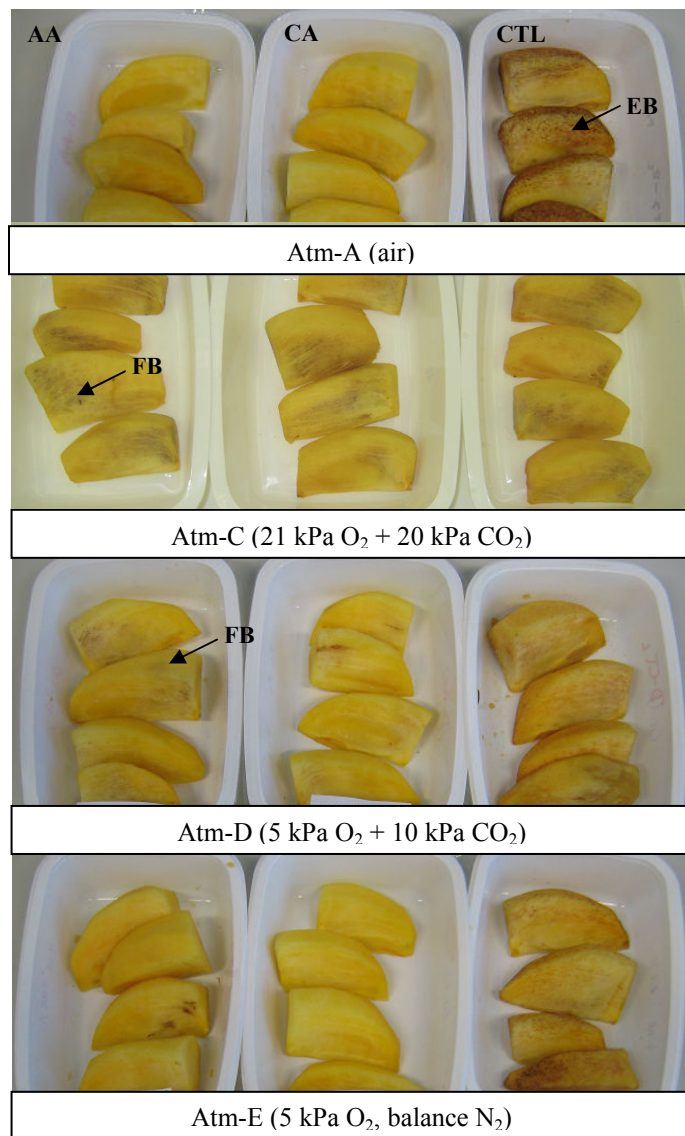 AA CA CTL
EB
Atm-A (air)
FB
Atm-C (21 kPa O₂ + 20 kPa CO₂)
FB
Atm-D (5 kPa O₂ + 10 kPa CO₂)
Atm-E (5 kPa O₂, balance N₂)